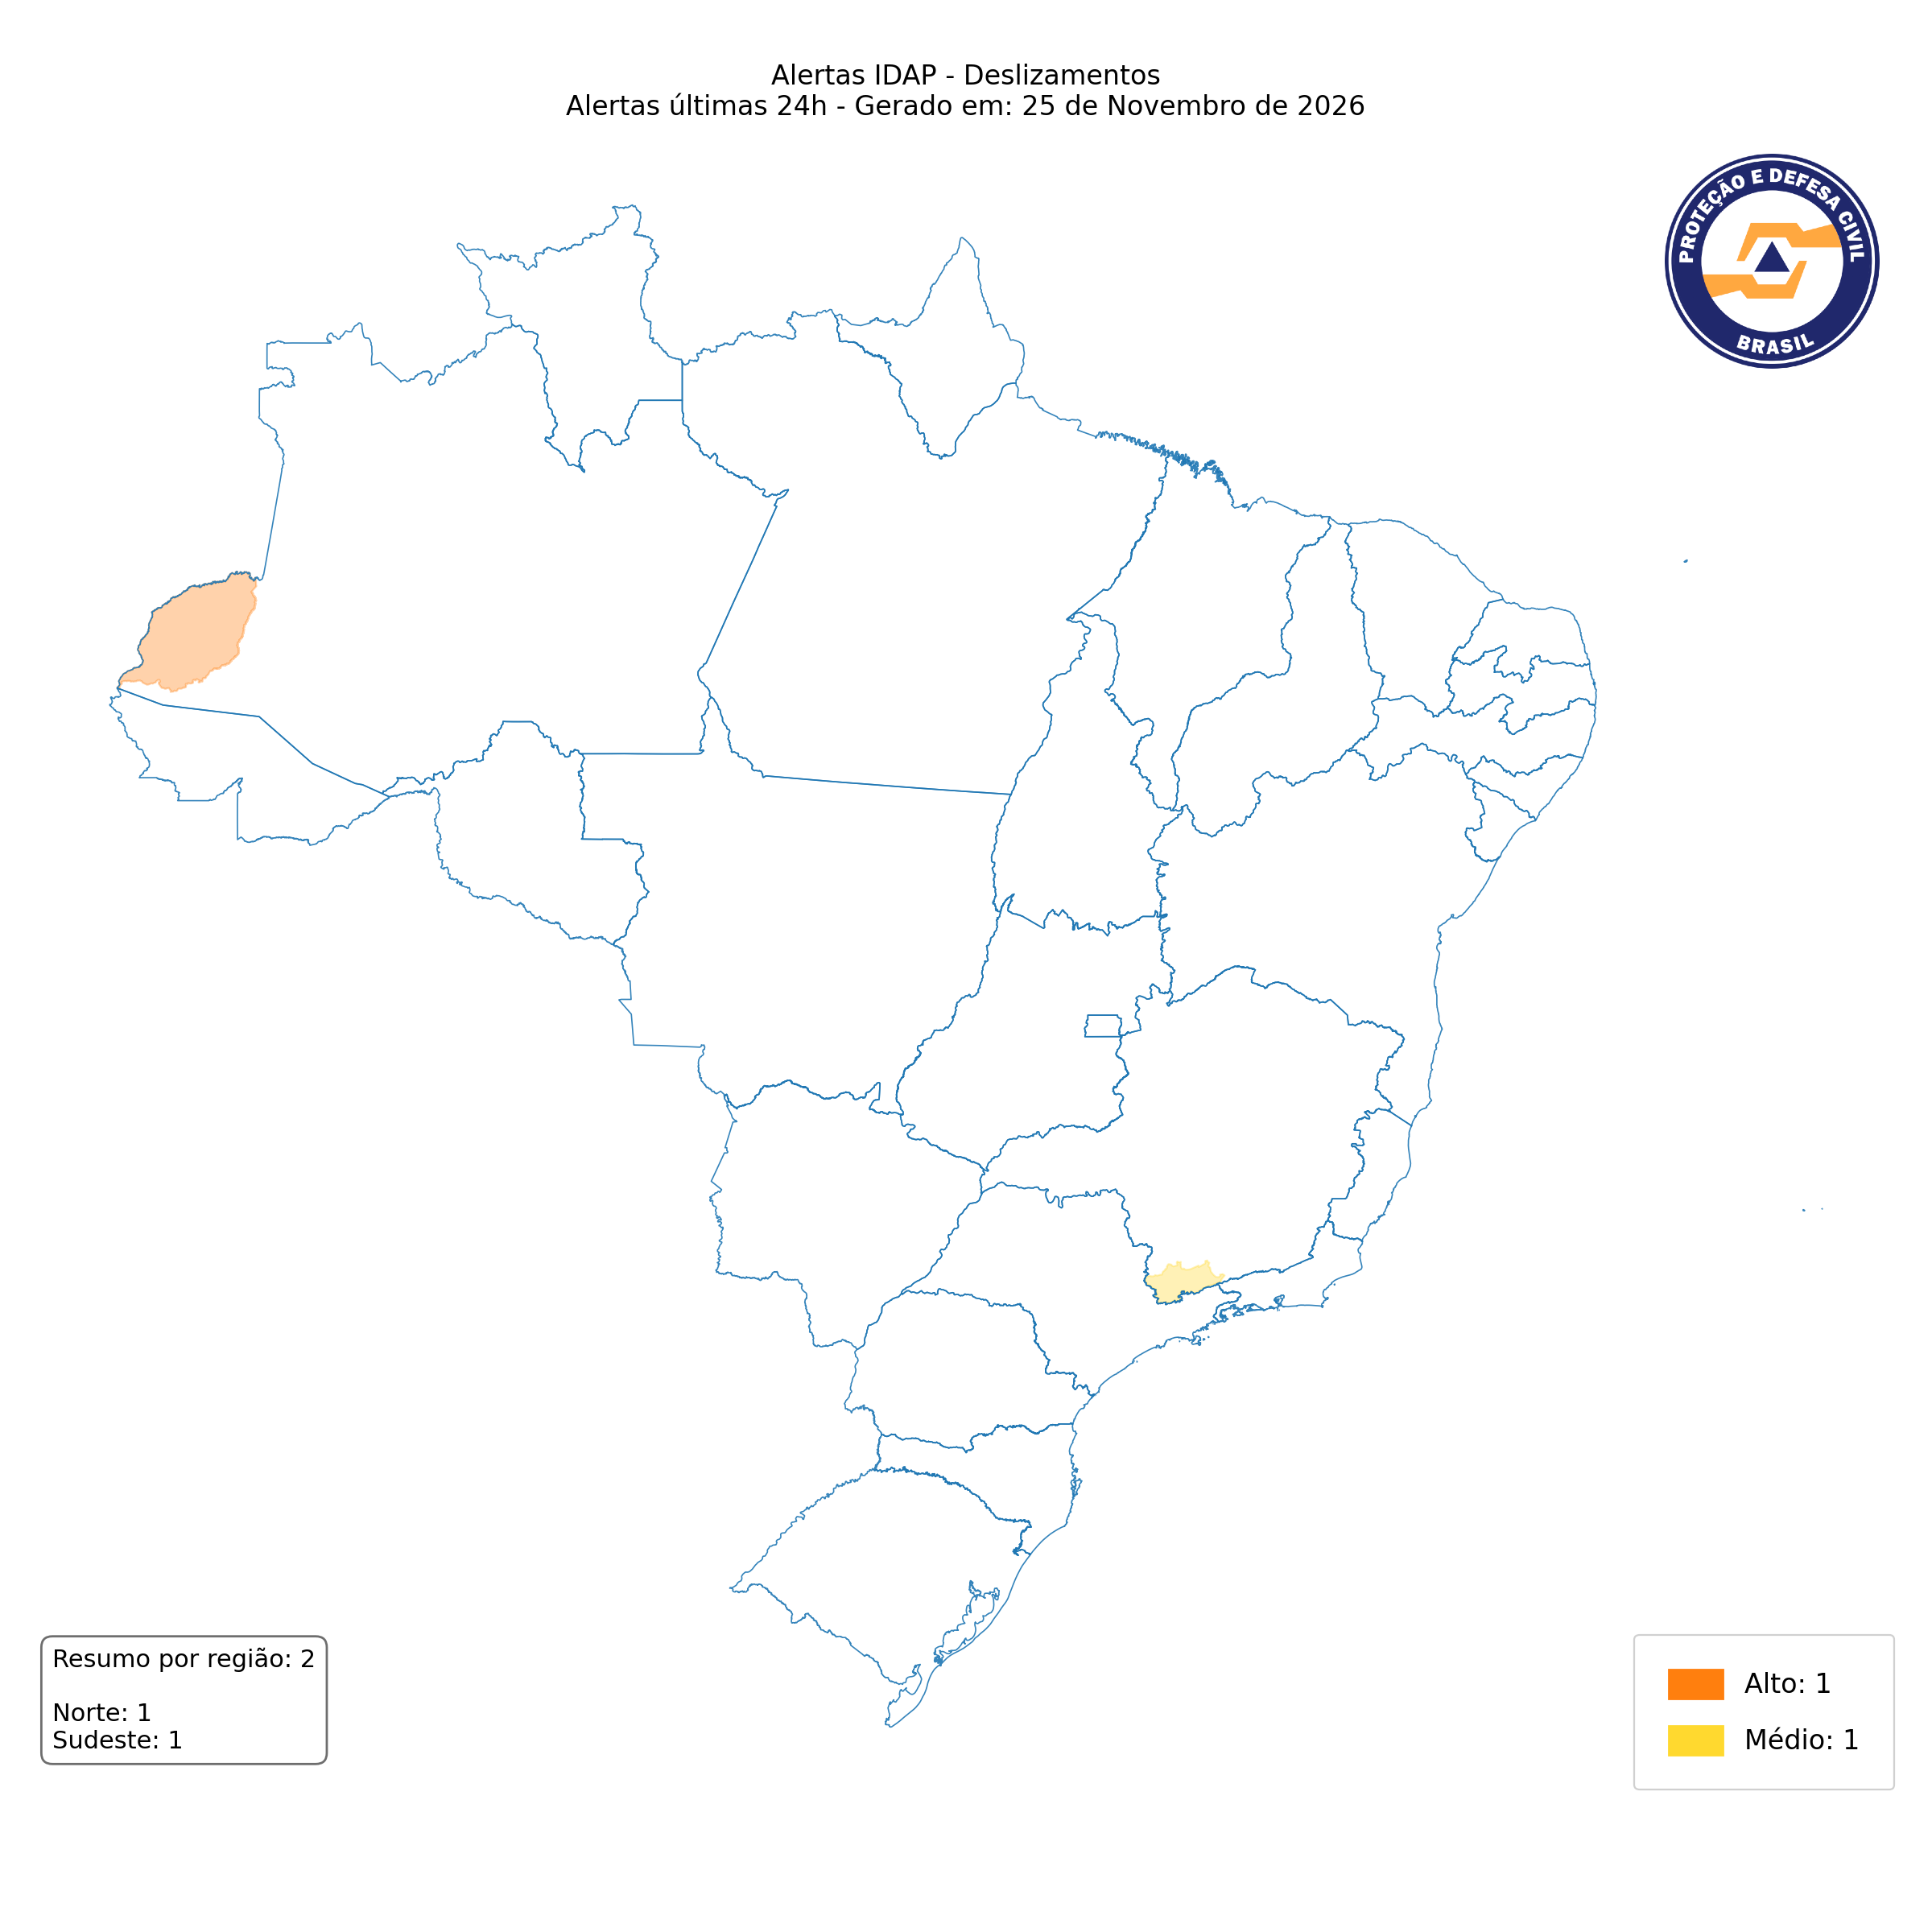 Alertas IDAP - Deslizamentos
Alertas últimas 24h - Gerado em: 25 de Novembro de 2026
PROTEÇÃO E DEFESA CIVIL
BRASIL
Resumo por região: 2
Norte: 1
Sudeste: 1
Alto: 1
Médio: 1